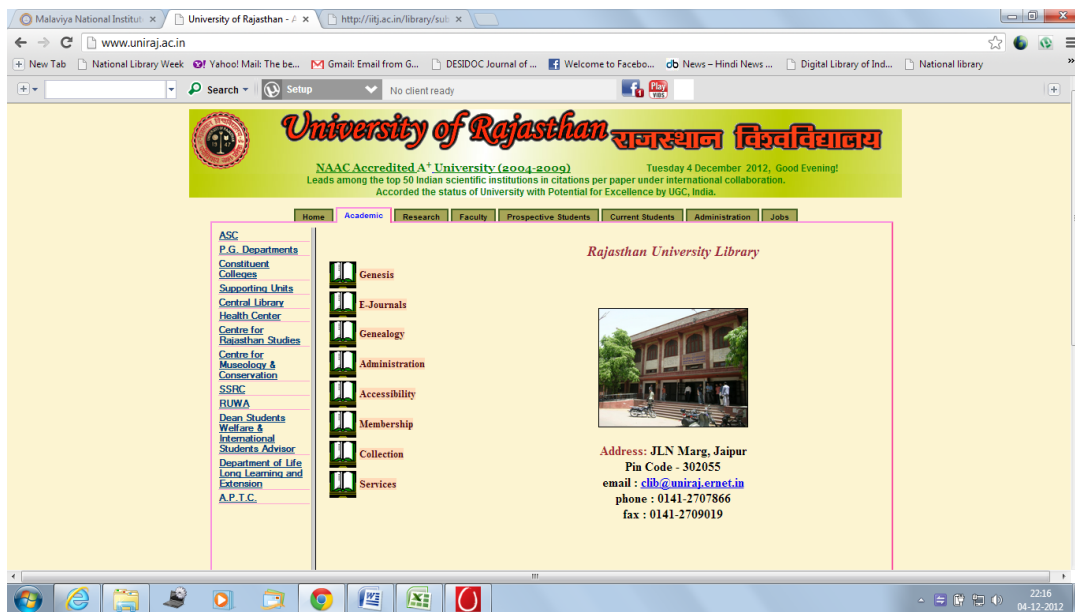 Malaviya National Institut
University of Rajasthan - A
http://iitj.ac.in/library/sub
www.uniraj.ac.in
New Tab
National Library Week
Yahoo! Mail: The be...
Gmail: Email from G...
DESIDOC Journal of ...
Welcome to Facebo...
News – Hindi News ...
Digital Library of Ind...
National library
»
Search
Setup
No client ready
Play
University of Rajasthan राजस्थान विश्वविद्यालय
NAAC Accredited A+ University (2004-2009)
Tuesday 4 December 2012, Good Evening!
Leads among the top 50 Indian scientific institutions in citations per paper under international collaboration.
Accorded the status of University with Potential for Excellence by UGC, India.
Home
Academic
Research
Faculty
Prospective Students
Current Students
Administration
Jobs
ASC
P.G. Departments
Constituent
Colleges
Supporting Units
Central Library
Health Center
Centre for
Rajasthan Studies
Centre for
Museology &
Conservation
SSRC
RUWA
Dean Students
Welfare &
International
Students Advisor
Department of Life
Long Learning and
Extension
A.P.T.C.
Genesis
E-Journals
Genealogy
Administration
Accessibility
Membership
Collection
Services
Rajasthan University Library
Address: JLN Marg, Jaipur
Pin Code - 302055
email : clib@uniraj.ernet.in
phone : 0141-2707866
fax : 0141-2709019
22:16
04-12-2012